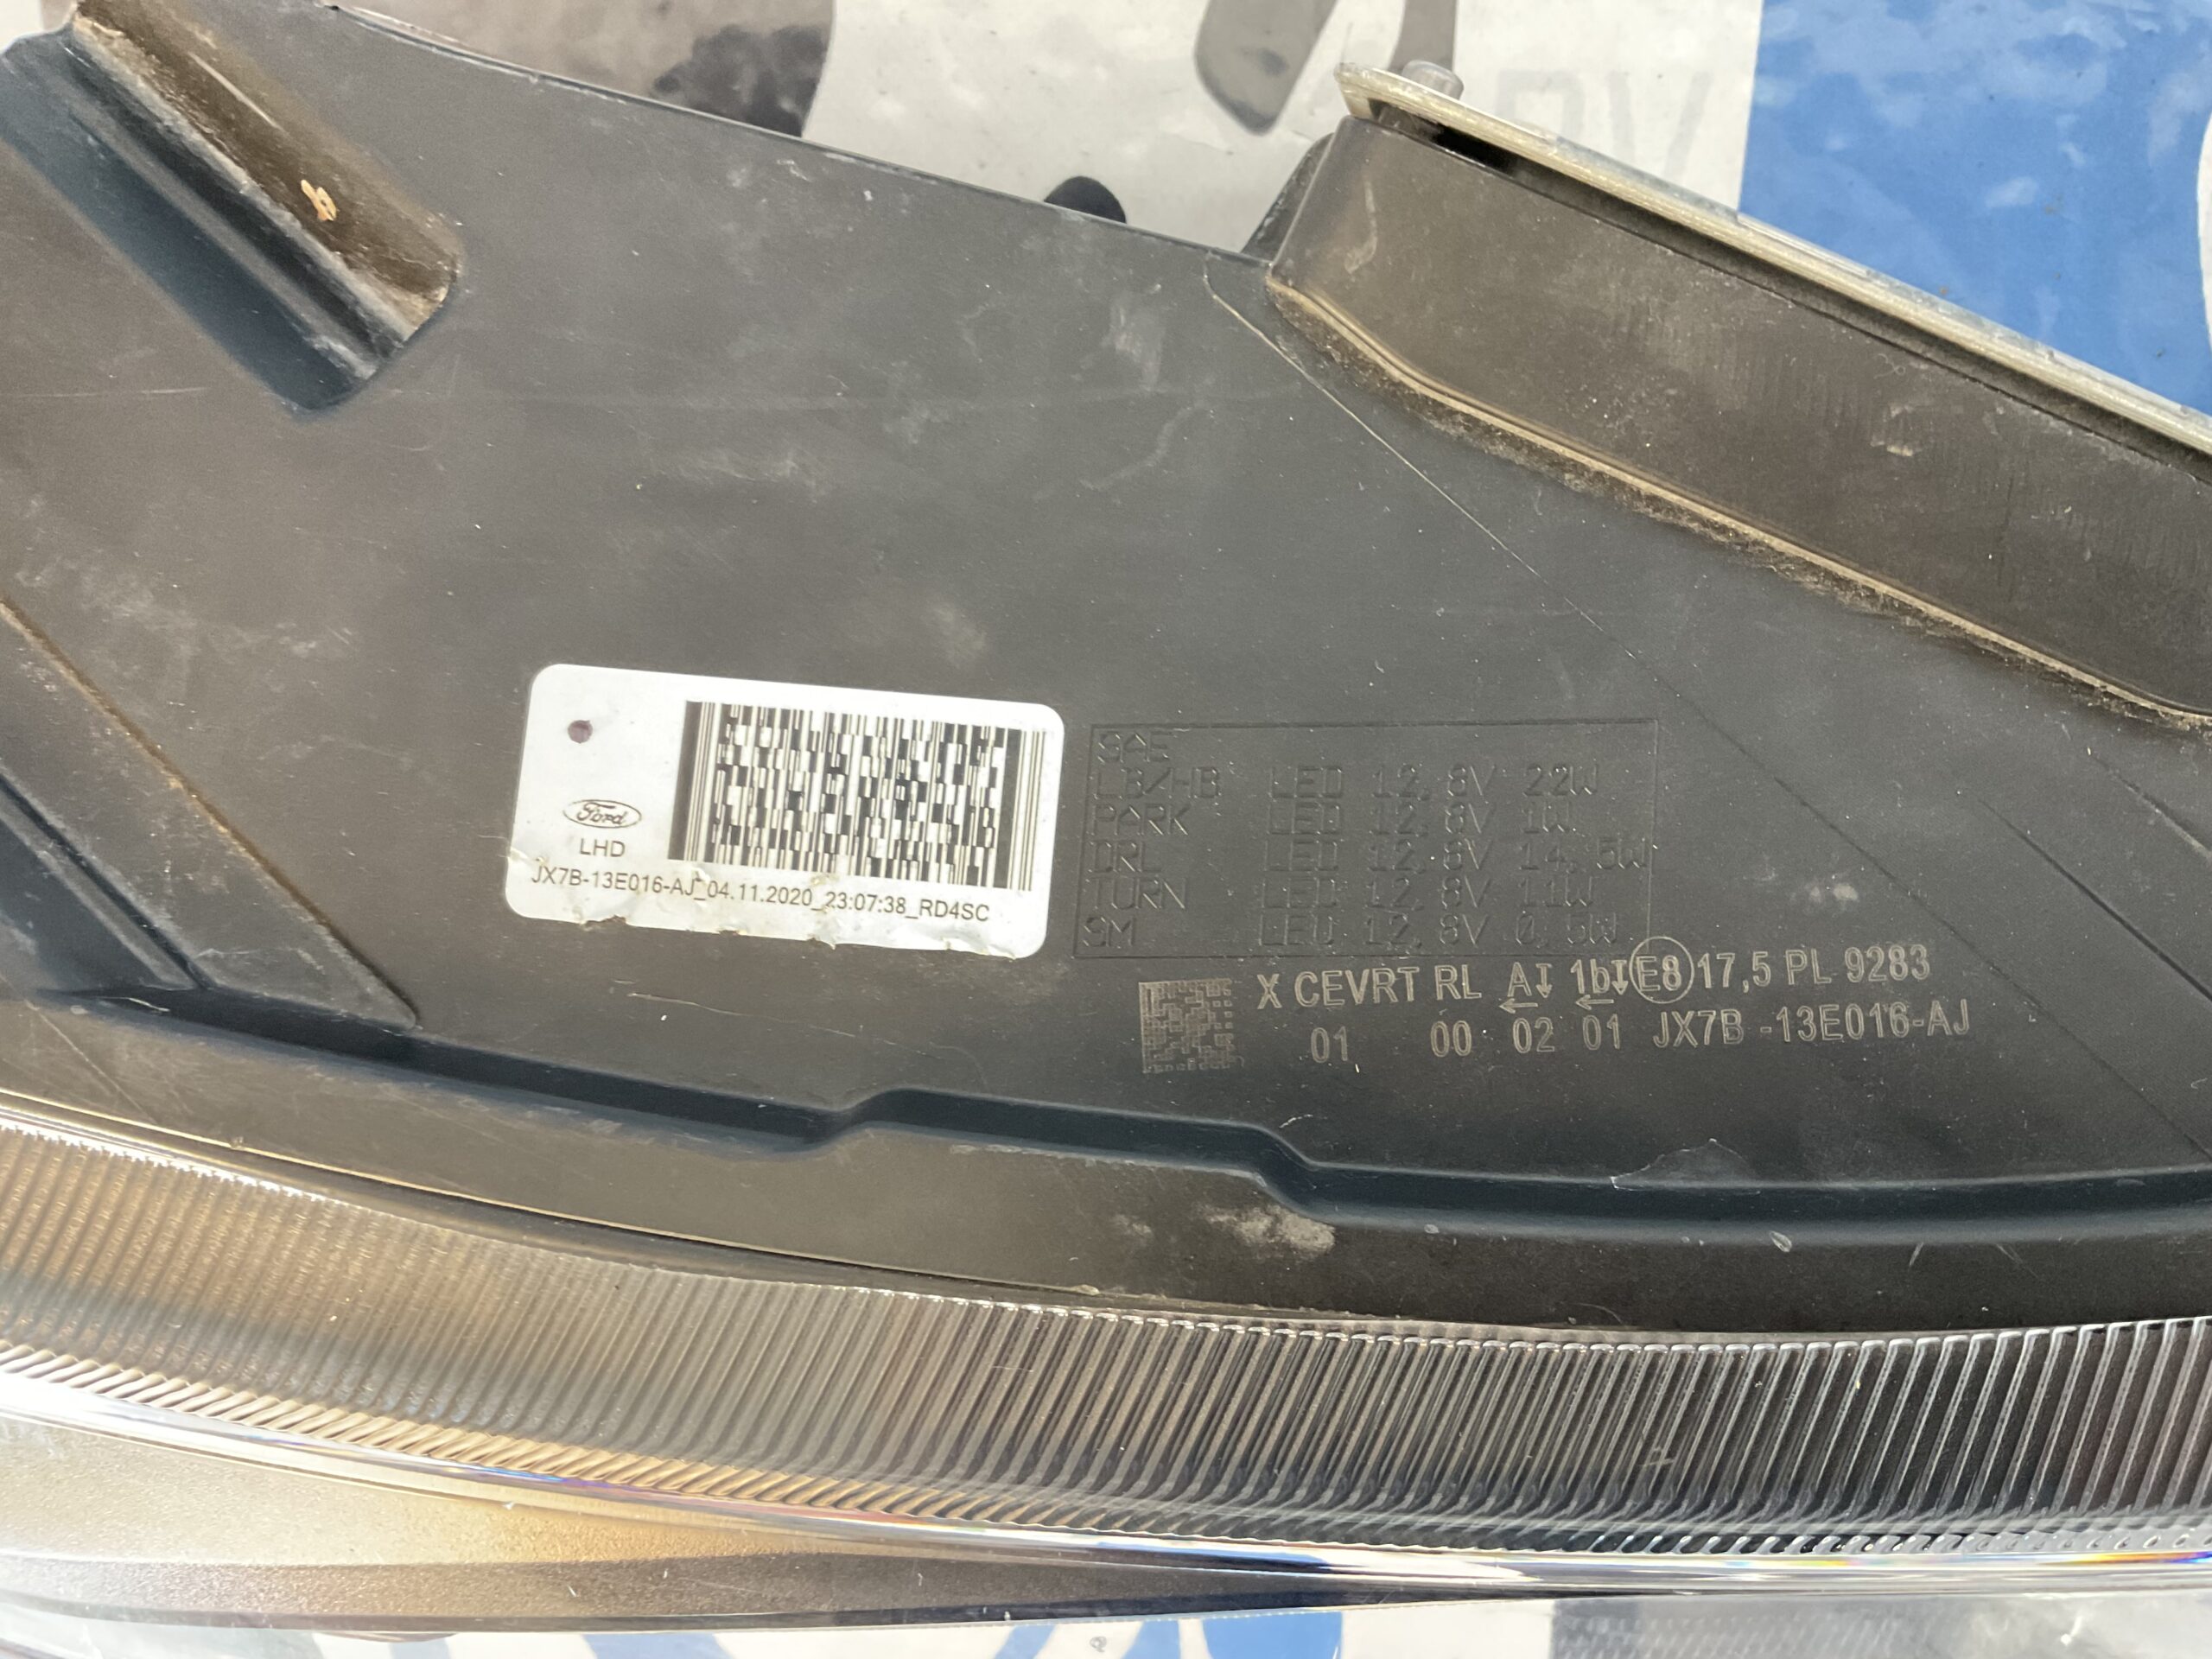 Ford
LHD
JX7B-13E016-AJ_04.11.2020_23:07:38_RD4SC
SAE
LB/HB LED 12,8V 22W
PARK LED 12,8V 1W
DRL LED 12,8V 14,5W
TURN LED 12,8V 11W
SM LED 12,8V 0,5W
X CEVRT RL A 1b E8 17,5 PL 9283
01 00 02 01 JX7B -13E016-AJ